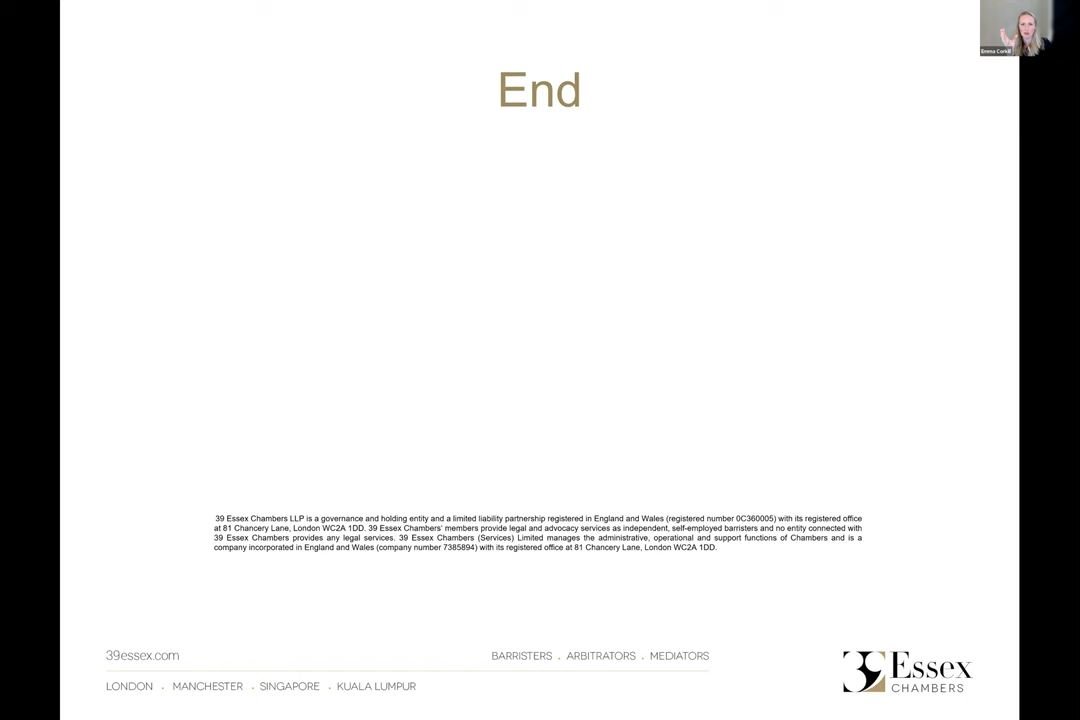 Emma Corkill
End
39 Essex Chambers LLP is a governance and holding entity and a limited liability partnership registered in England and Wales (registered number 0C360005) with its registered office
at 81 Chancery Lane, London WC2A 1DD. 39 Essex Chambers' members provide legal and advocacy services as independent, self-employed barristers and no entity connected with
39 Essex Chambers provides any legal services. 39 Essex Chambers (Services) Limited manages the administrative, operational and support functions of Chambers and is a
company incorporated in England and Wales (company number 7385894) with its registered office at 81 Chancery Lane, London WC2A 1DD.
39essex.com
BARRISTERS . ARBITRATORS . MEDIATORS
LONDON . MANCHESTER . SINGAPORE . KUALA LUMPUR
39 Essex
CHAMBERS